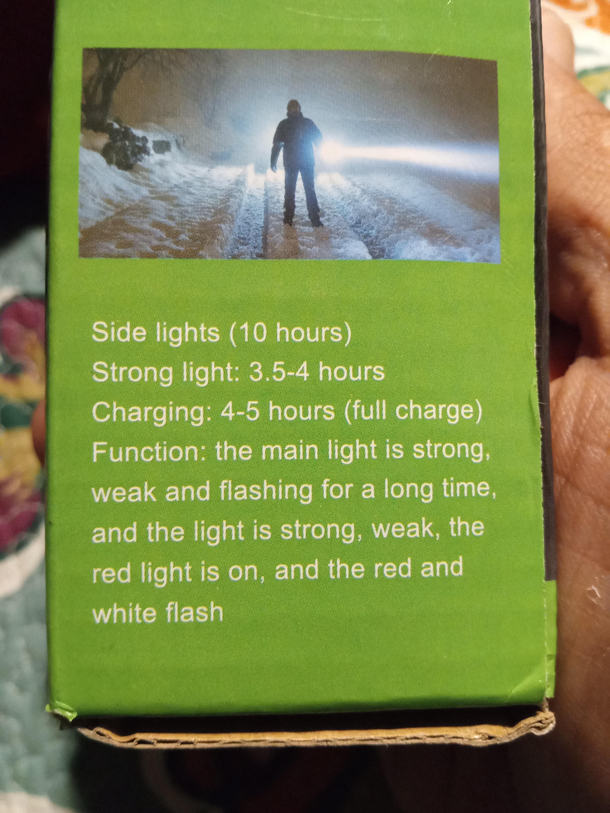 Side lights (10 hours)
Strong light: 3.5-4 hours
Charging: 4-5 hours (full charge)
Function: the main light is strong,
weak and flashing for a long time,
and the light is strong, weak, the
red light is on, and the red and
white flash